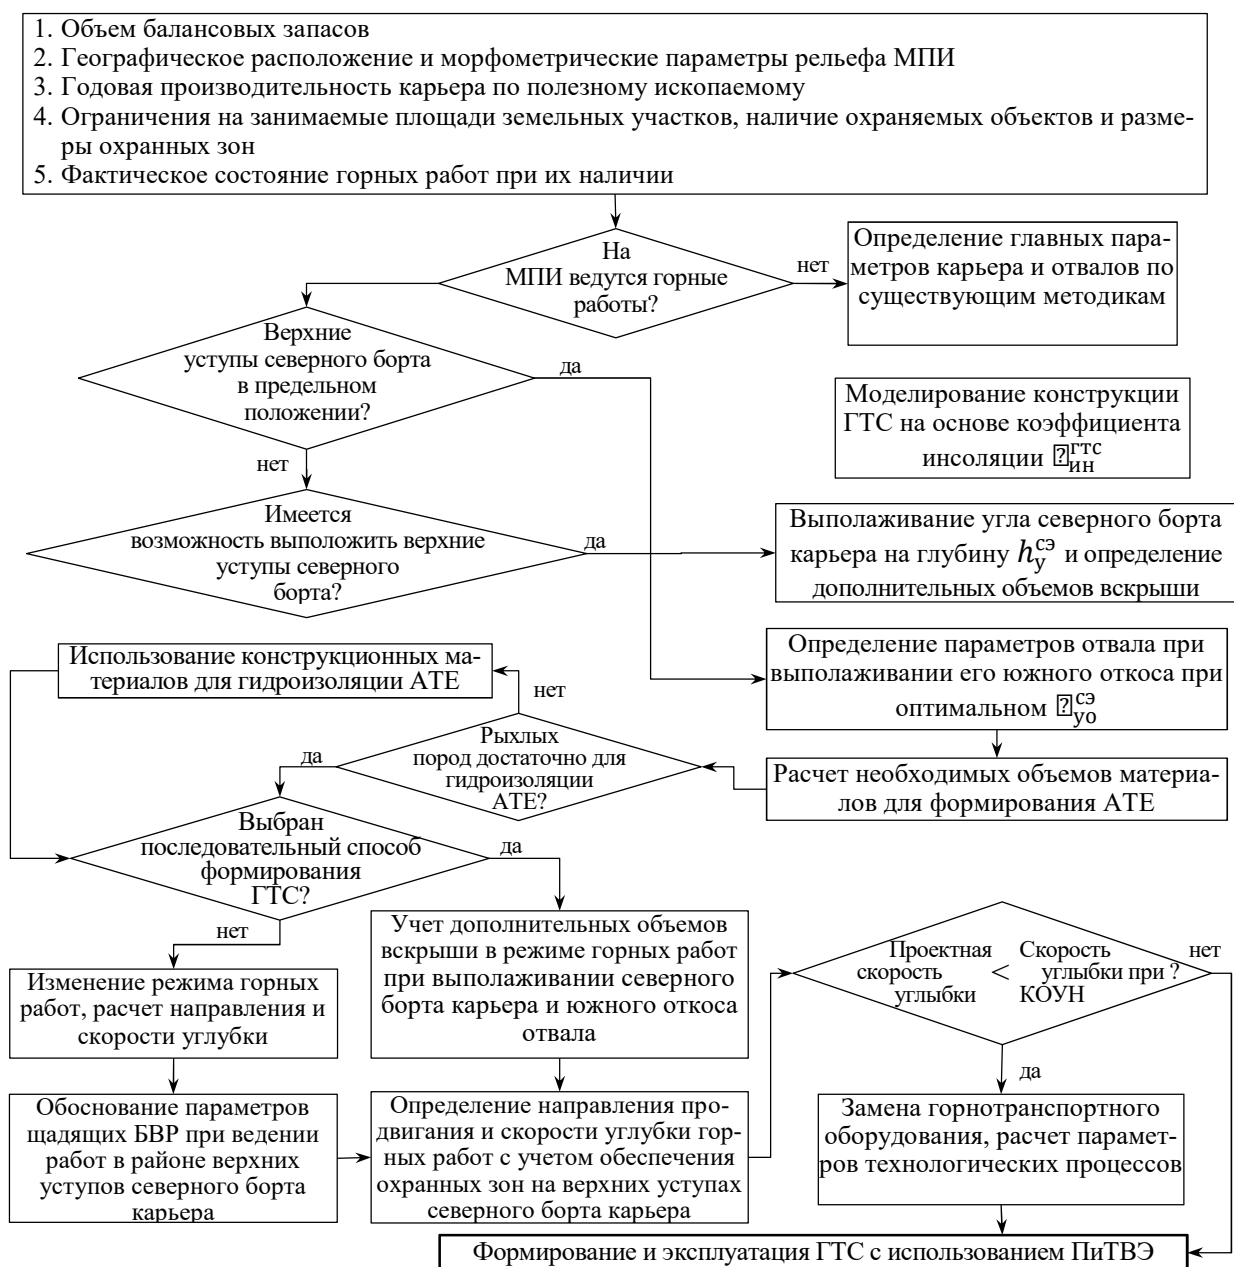 1. Объем балансовых запасов
2. Географическое расположение и морфометрические параметры рельефа МПИ
3. Годовая производительность карьера по полезному ископаемому
4. Ограничения на занимаемые площади земельных участков, наличие охраняемых объектов и разме-
ры охранных зон
5. Фактическое состояние горных работ при их наличии
На
МПИ ведутся горные
работы?
нет
Определение главных пара-
метров карьера и отвалов по
существующим методикам
Верхние
уступы северного борта
в предельном
положении?
да
нет
Моделирование конструкции
ГТС на основе коэффициента
инсоляции ⍰ гтс ин
Имеется
возможность выположить верхние
уступы северного
борта?
да
Выполаживание угла северного борта
карьера на глубину h сэ у и определение
дополнительных объемов вскрыши
Использование конструкционных ма-
териалов для гидроизоляции АТЕ
Определение параметров отвала при
выполаживании его южного откоса при
оптимальном ⍰ сэ уо
нет
Рыхлых
пород достаточно для
гидроизоляции
АТЕ?
да
Расчет необходимых объемов материа-
лов для формирования АТЕ
Выбран
последовательный способ
формирования
ГТС?
да
нет
Изменение режима горных
работ, расчет направления и
скорости углубки
Учет дополнительных объемов
вскрыши в режиме горных работ
при выполаживании северного
борта карьера и южного откоса
отвала
Проектная
скорость
углыбки
<
Скорость
углыбки при ?
КОУН
нет
да
Обоснование параметров
щадящих БВР при ведении
работ в районе верхних
уступов северного борта
карьера
Определение направления про-
двигания и скорости углубки гор-
ных работ с учетом обеспечения
охранных зон на верхних уступах
северного борта карьера
Замена горнотранспортного
оборудования, расчет парамет-
ров технологических процессов
Формирование и эксплуатация ГТС с использованием ПиТВЭ